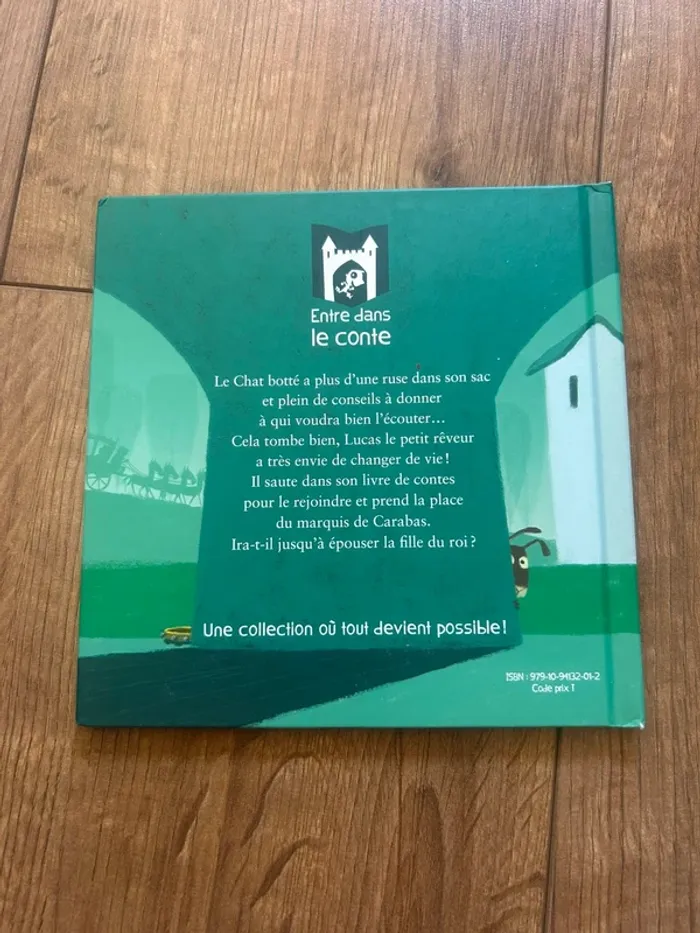 Entre dans
le conte
Le Chat botté a plus d'une ruse dans son sac
et plein de conseils à donner
à qui voudra bien l'écouter…
Cela tombe bien, Lucas le petit rêveur
a très envie de changer de vie !
Il saute dans son livre de contes
pour le rejoindre et prend la place
du marquis de Carabas.
Ira-t-il jusqu'à épouser la fille du roi ?
Une collection où tout devient possible !
ISBN : 979-10-94132-01-2
Code prix 1